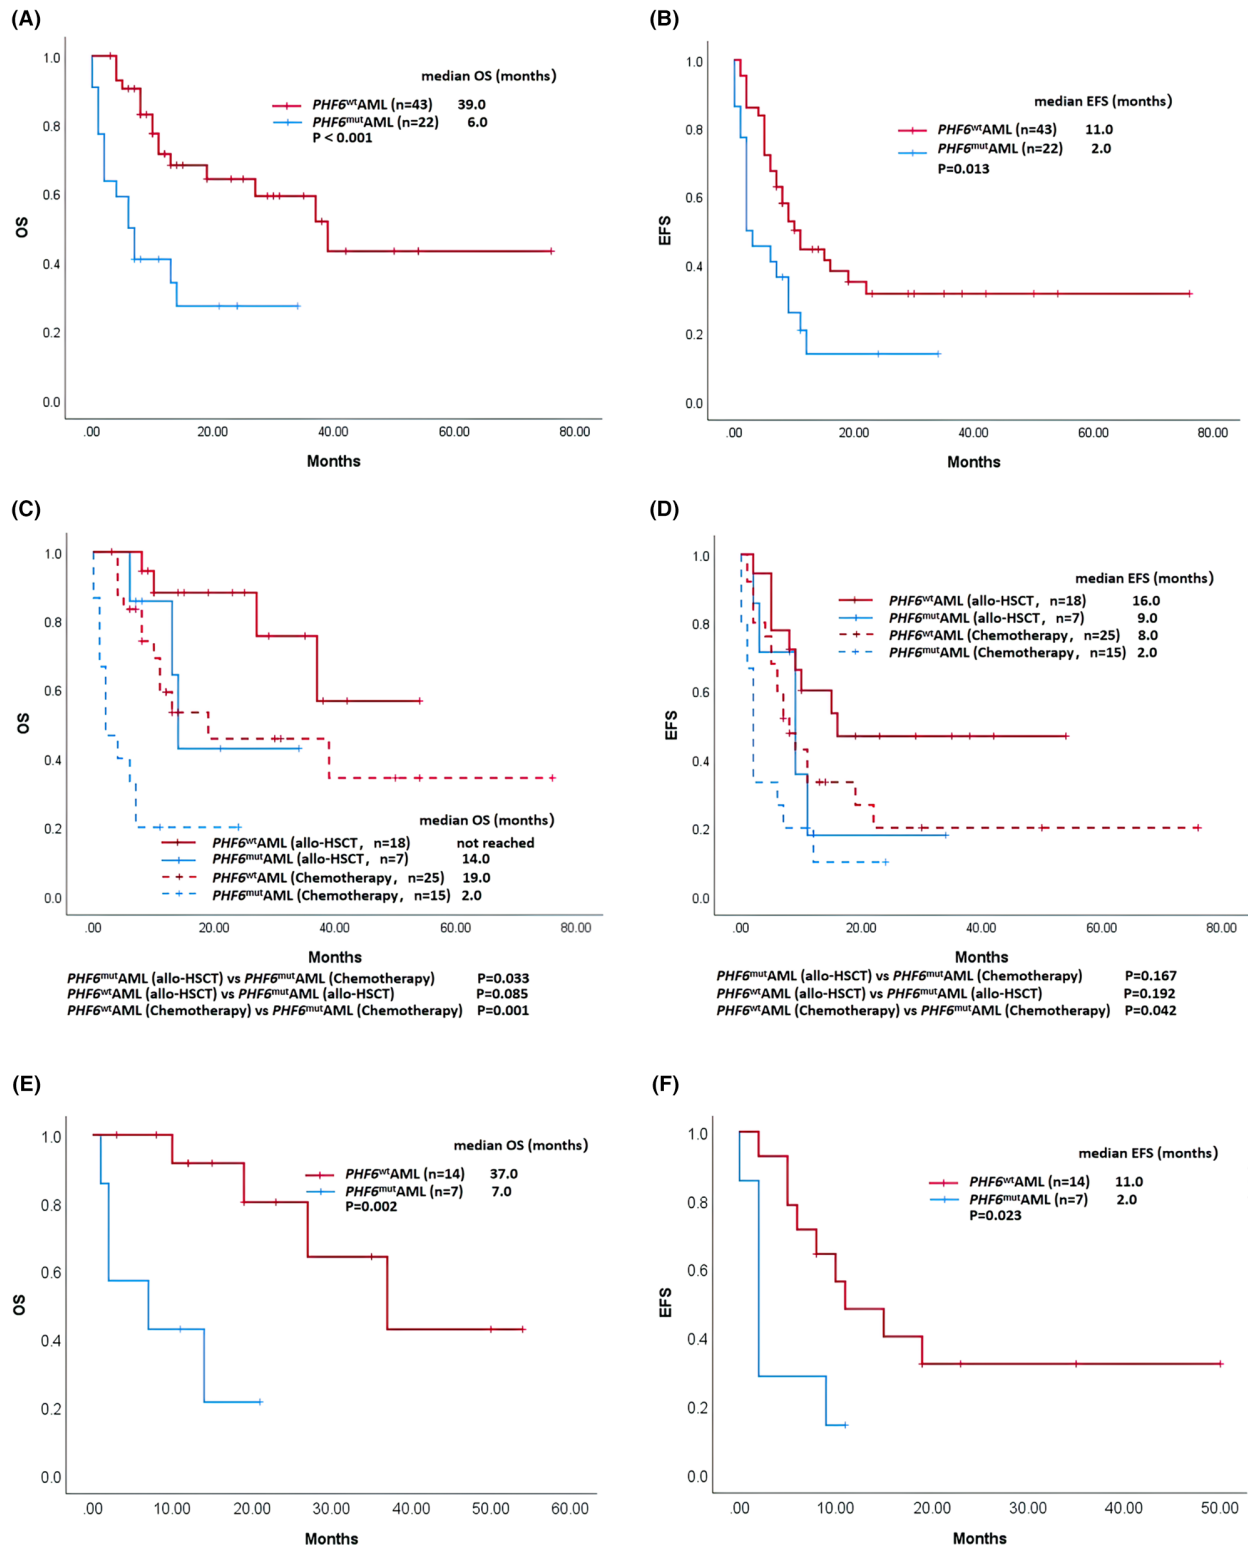 (A)
median OS (months)
PHF6wtAML (n=43) 39.0
PHF6mutAML (n=22) 6.0
P < 0.001
1.0
0.8
0.6
0.4
0.2
0.0
OS
.00 20.00 40.00 60.00 80.00
Months
(B)
median EFS (months)
PHF6wtAML (n=43) 11.0
PHF6mutAML (n=22) 2.0
P=0.013
1.0
0.8
0.6
0.4
0.2
0.0
EFS
.00 20.00 40.00 60.00 80.00
Months
(C)
1.0
0.8
0.6
0.4
0.2
0.0
OS
median OS (months)
PHF6wtAML (allo-HSCT, n=18) not reached
PHF6mutAML (allo-HSCT, n=7) 14.0
PHF6wtAML (Chemotherapy, n=25) 19.0
PHF6mutAML (Chemotherapy, n=15) 2.0
.00 20.00 40.00 60.00 80.00
Months
PHF6mutAML (allo-HSCT) vs PHF6mutAML (Chemotherapy) P=0.033
PHF6wtAML (allo-HSCT) vs PHF6mutAML (allo-HSCT) P=0.085
PHF6wtAML (Chemotherapy) vs PHF6mutAML (Chemotherapy) P=0.001
(D)
median EFS (months)
PHF6wtAML (allo-HSCT, n=18) 16.0
PHF6mutAML (allo-HSCT, n=7) 9.0
PHF6wtAML (Chemotherapy, n=25) 8.0
PHF6mutAML (Chemotherapy, n=15) 2.0
1.0
0.8
0.6
0.4
0.2
0.0
EFS
.00 20.00 40.00 60.00 80.00
Months
PHF6mutAML (allo-HSCT) vs PHF6mutAML (Chemotherapy) P=0.167
PHF6wtAML (allo-HSCT) vs PHF6mutAML (allo-HSCT) P=0.192
PHF6wtAML (Chemotherapy) vs PHF6mutAML (Chemotherapy) P=0.042
(E)
median OS (months)
PHF6wtAML (n=14) 37.0
PHF6mutAML (n=7) 7.0
P=0.002
1.0
0.8
0.6
0.4
0.2
0.0
OS
.00 10.00 20.00 30.00 40.00 50.00 60.00
Months
(F)
median EFS (months)
PHF6wtAML (n=14) 11.0
PHF6mutAML (n=7) 2.0
P=0.023
1.0
0.8
0.6
0.4
0.2
0.0
EFS
.00 10.00 20.00 30.00 40.00 50.00
Months